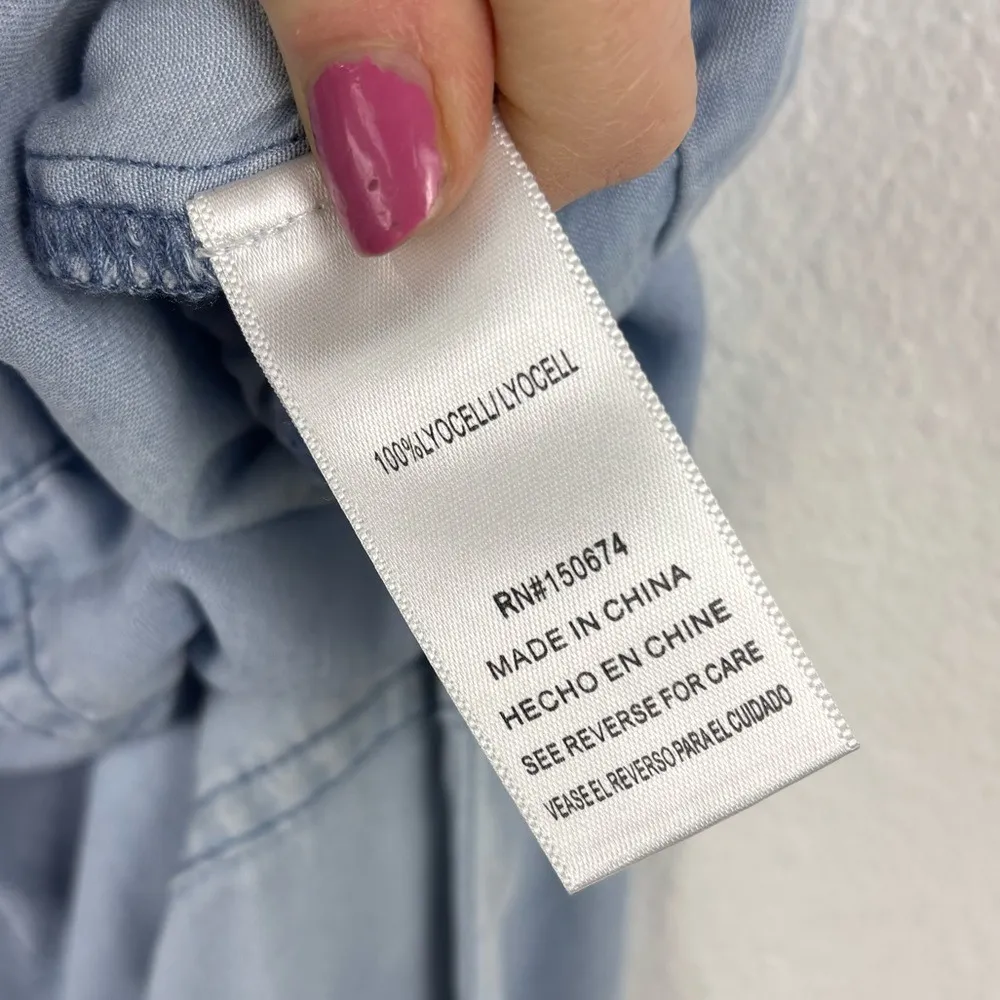 100%LYOCELL/LYOCELL
RN#150674
MADE IN CHINA
HECHO EN CHINE
SEE REVERSE FOR CARE
VEASE EL REVERSO PARA EL CUIDADO